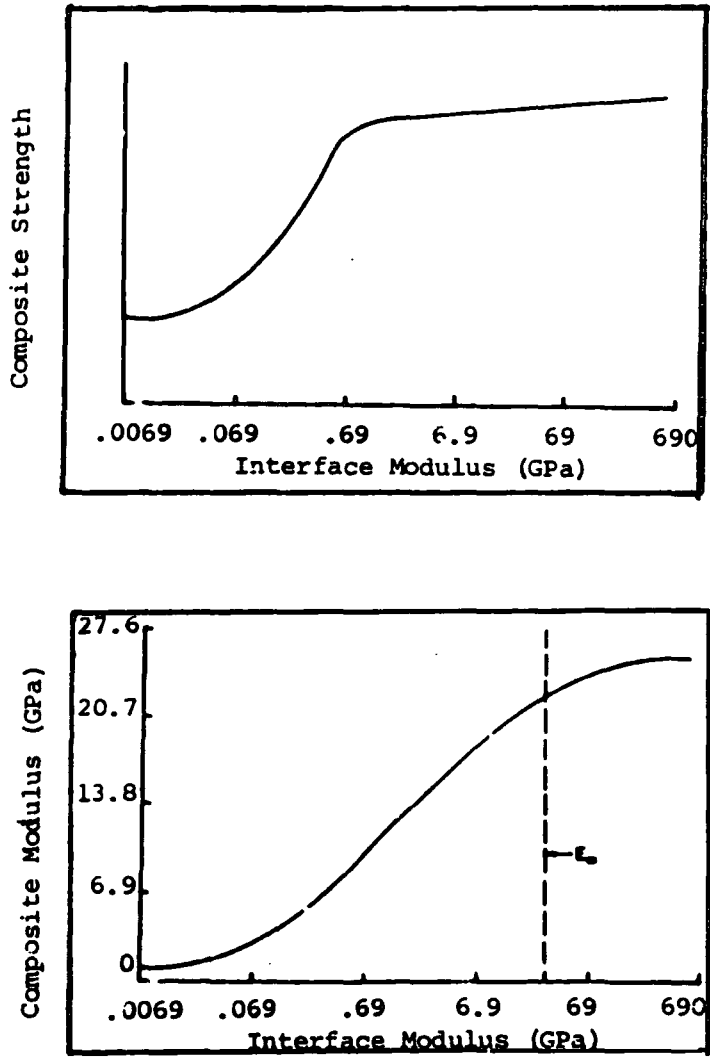 Composite Strength
.0069 .069 .69 6.9 69 690
Interface Modulus (GPa)
Composite Modulus (GPa)
27.6
20.7
13.8
6.9
0
.0069 .069 .69 6.9 69 690
Interface Modulus (GPa)